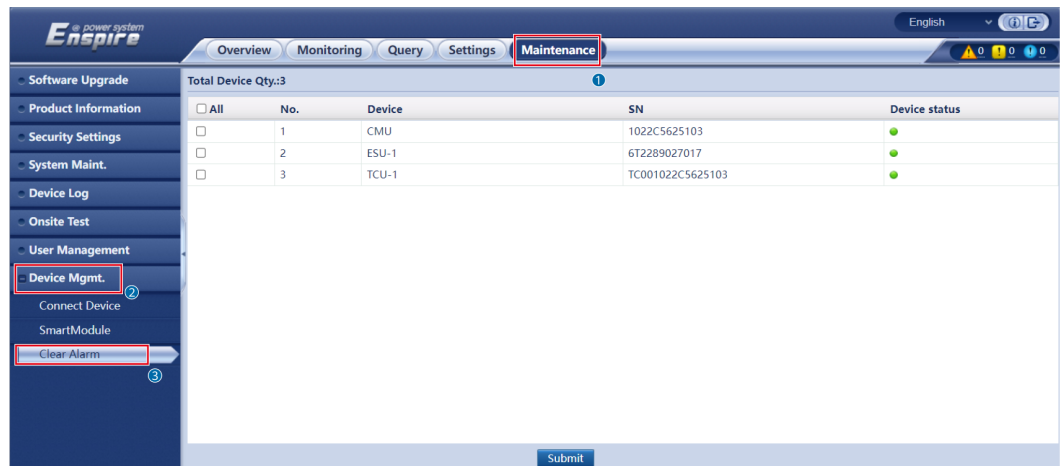 e power system
Enspire
English
Overview Monitoring Query Settings Maintenance
0 0 0
1
Software Upgrade
Product Information
Security Settings
System Maint.
Device Log
Onsite Test
User Management
Device Mgmt.
2
Connect Device
SmartModule
Clear Alarm
3
Total Device Qty.:3
All No. Device SN Device status
1 CMU 1022C5625103
2 ESU-1 6T2289027017
3 TCU-1 TC001022C5625103
Submit